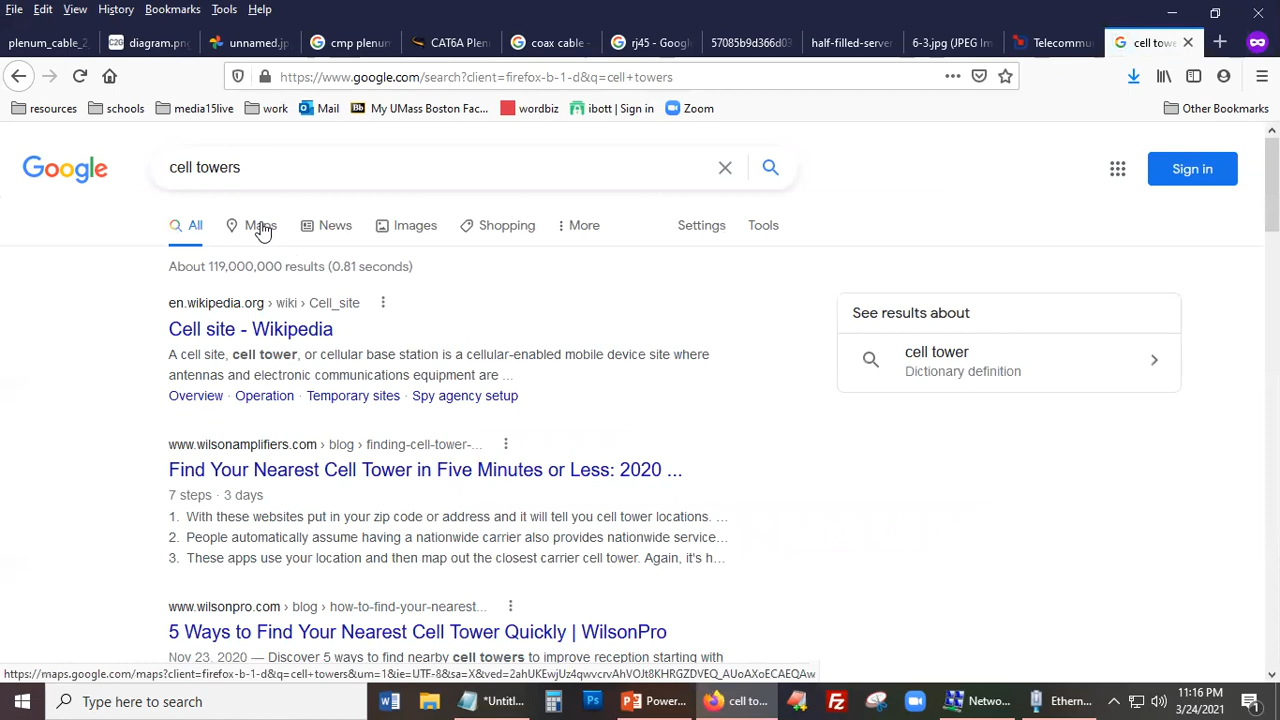 File Edit View History Bookmarks Tools Help
plenum_cable_2 diagram.png unnamed.jp cmp plenum CAT6A Plen coax cable - rj45 - Goog 57085b9d366d03 half-filled-server 6-3.jpg (JPEG Im Telecommu cell tow
https://www.google.com/search?client=firefox-b-1-d&q=cell+towers
resources schools media15live work Mail My UMass Boston Fac... wordbiz ibott | Sign in Zoom Other Bookmarks
Google cell towers Sign in
All Maps News Images Shopping More Settings Tools
About 119,000,000 results (0.81 seconds)
en.wikipedia.org › wiki › Cell_site
Cell site - Wikipedia
A cell site, cell tower, or cellular base station is a cellular-enabled mobile device site where
antennas and electronic communications equipment are ...
Overview · Operation · Temporary sites · Spy agency setup
See results about
cell tower
Dictionary definition
www.wilsonamplifiers.com › blog › finding-cell-tower-...
Find Your Nearest Cell Tower in Five Minutes or Less: 2020 ...
7 steps · 3 days
1. With these websites put in your zip code or address and it will tell you cell tower locations. ...
2. People automatically assume having a nationwide carrier also provides nationwide service...
3. These apps use your location and then map out the closest carrier cell tower. Again, it's h...
www.wilsonpro.com › blog › how-to-find-your-nearest...
5 Ways to Find Your Nearest Cell Tower Quickly | WilsonPro
Nov 23, 2020 — Discover 5 ways to find nearby cell towers to improve reception starting with
https://maps.google.com/maps?client=firefox-b-1-d&q=cell+towers&um=1&ie=UTF-8&sa=X&ved=2ahUKEwjUz4qwvcrvAhVOJt8KHRGZDVEQ_AUoAXoECAEQAw
Type here to search *Untitl... Power... cell to... Netwo... Ethern... 11:16 PM
3/24/2021